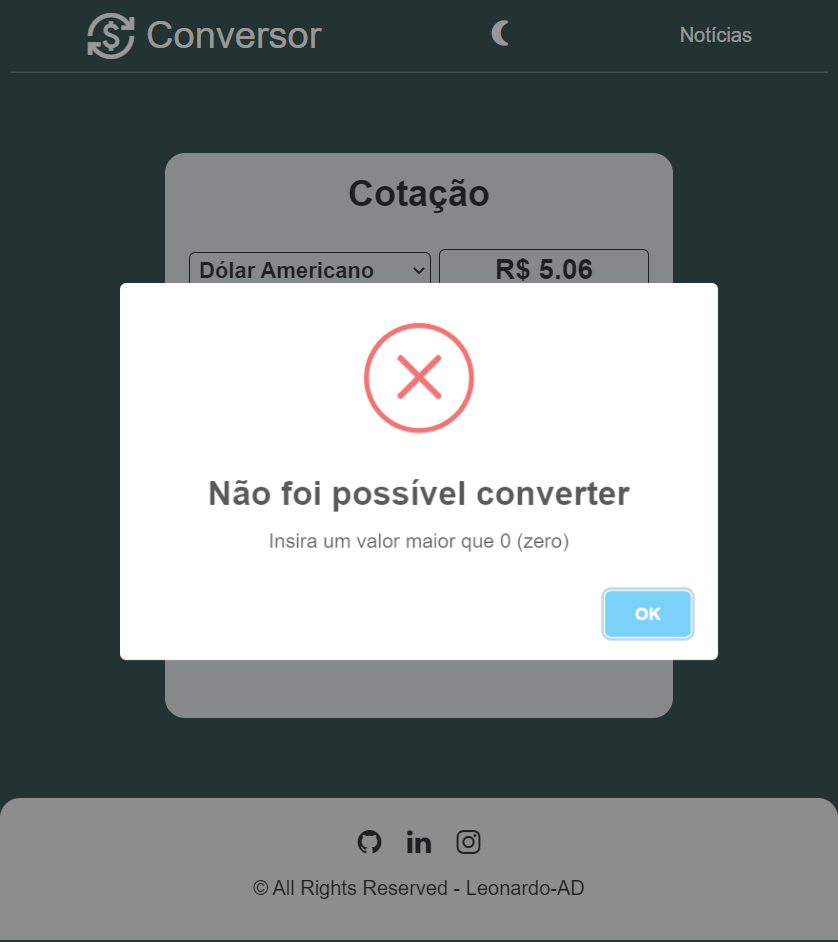 Conversor
Notícias
Cotação
Dólar Americano
R$ 5.06
Não foi possível converter
Insira um valor maior que 0 (zero)
OK
© All Rights Reserved - Leonardo-AD